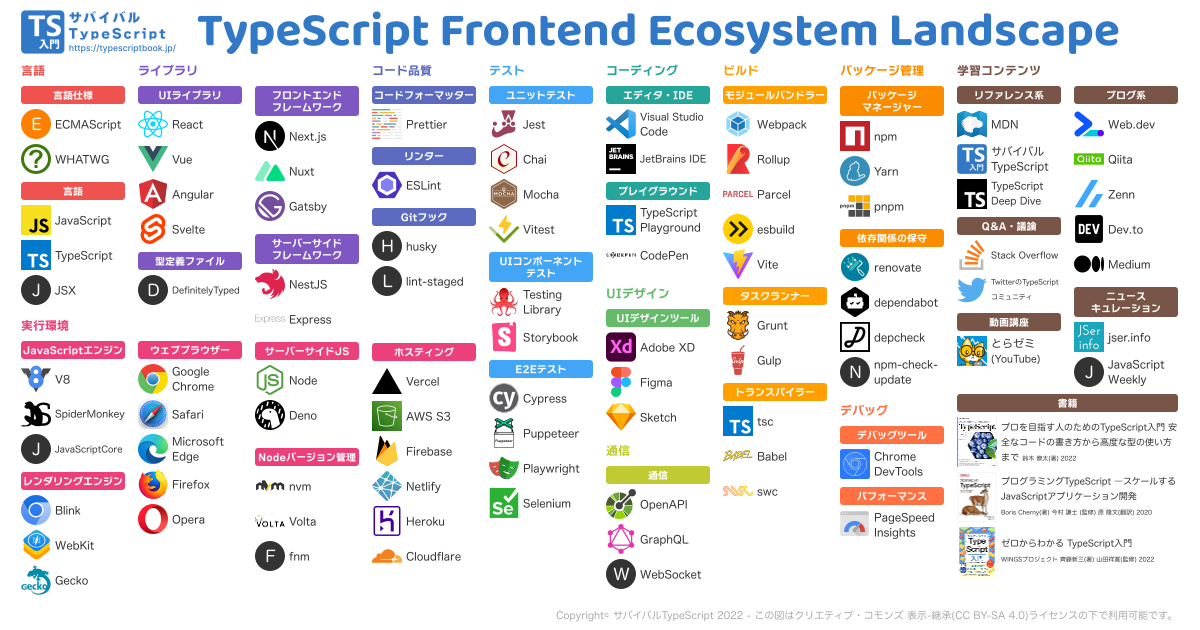 TS
入門
サバイバル
TypeScript
https://typescriptbook.jp/
TypeScript Frontend Ecosystem Landscape
言語
言語仕様
E
ECMAScript
WHATWG
言語
JS
JavaScript
TS
TypeScript
J
JSX
ライブラリ
UIライブラリ
React
Vue
Angular
Svelte
型定義ファイル
D
DefinitelyTyped
フロントエンド
フレームワーク
Next.js
Nuxt
Gatsby
サーバーサイド
フレームワーク
NestJS
Express
Express
コード品質
コードフォーマッター
Prettier
リンター
ESLint
Gitフック
H
husky
L
lint-staged
テスト
ユニットテスト
Jest
Chai
MOCHA
Mocha
Vitest
UIコンポーネント
テスト
Testing
Library
Storybook
E2Eテスト
cy
Cypress
Puppeteer
Puppeteer
Playwright
Se
Selenium
コーディング
エディタ・IDE
Visual Studio
Code
JET
BRAINS
JetBrains IDE
プレイグラウンド
TS
TypeScript
Playground
CODEPEN
CodePen
UIデザイン
UIデザインツール
Xd
Adobe XD
Figma
Sketch
通信
通信
OpenAPI
GraphQL
W
WebSocket
ビルド
モジュールバンドラー
Webpack
Rollup
PARCEL
Parcel
esbuild
Vite
タスクランナー
Grunt
Gulp
トランスパイラー
TS
tsc
BABEL
Babel
swc
パッケージ管理
パッケージ
マネージャー
npm
Yarn
pnpm
pnpm
依存関係の保守
renovate
dependabot
depcheck
N
npm-check-
update
デバッグ
デバッグツール
Chrome
DevTools
パフォーマンス
PageSpeed
Insights
学習コンテンツ
リファレンス系
MDN
TS
入門
サバイバル
TypeScript
TS
TypeScript
Deep Dive
Q&A・議論
Stack Overflow
TwitterのTypeScript
コミュニティ
動画講座
とらゼミ
(YouTube)
ブログ系
Web.dev
Qiita
Qiita
Zenn
DEV
Dev.to
Medium
ニュース
キュレーション
JSer
info
jser.info
J
JavaScript
Weekly
書籍
TypeScript
プロを目指す人のためのTypeScript入門 安
全なコードの書き方から高度な型の使い方
まで 鈴木 僚太(著) 2022
TypeScript
プログラミングTypeScript ―スケールする
JavaScriptアプリケーション開発
Boris Cherny(著) 今村 謙士 (監修) 原 隆文(翻訳) 2020
Type
Script
ゼロからわかる TypeScript入門
WINGSプロジェクト 齊藤新三(著) 山田祥寛(監修) 2022
実行環境
JavaScriptエンジン
V8
SpiderMonkey
J
JavaScriptCore
レンダリングエンジン
Blink
WebKit
GECKO
Gecko
ウェブブラウザー
Google
Chrome
Safari
Microsoft
Edge
Firefox
Opera
サーバーサイドJS
Node
Deno
Nodeバージョン管理
nvm
VOLTA
Volta
F
fnm
ホスティング
Vercel
AWS S3
Firebase
Netlify
Heroku
Cloudflare
Copyright© サバイバルTypeScript 2022 - この図はクリエティブ・コモンズ 表示-継承(CC BY-SA 4.0)ライセンスの下で利用可能です。